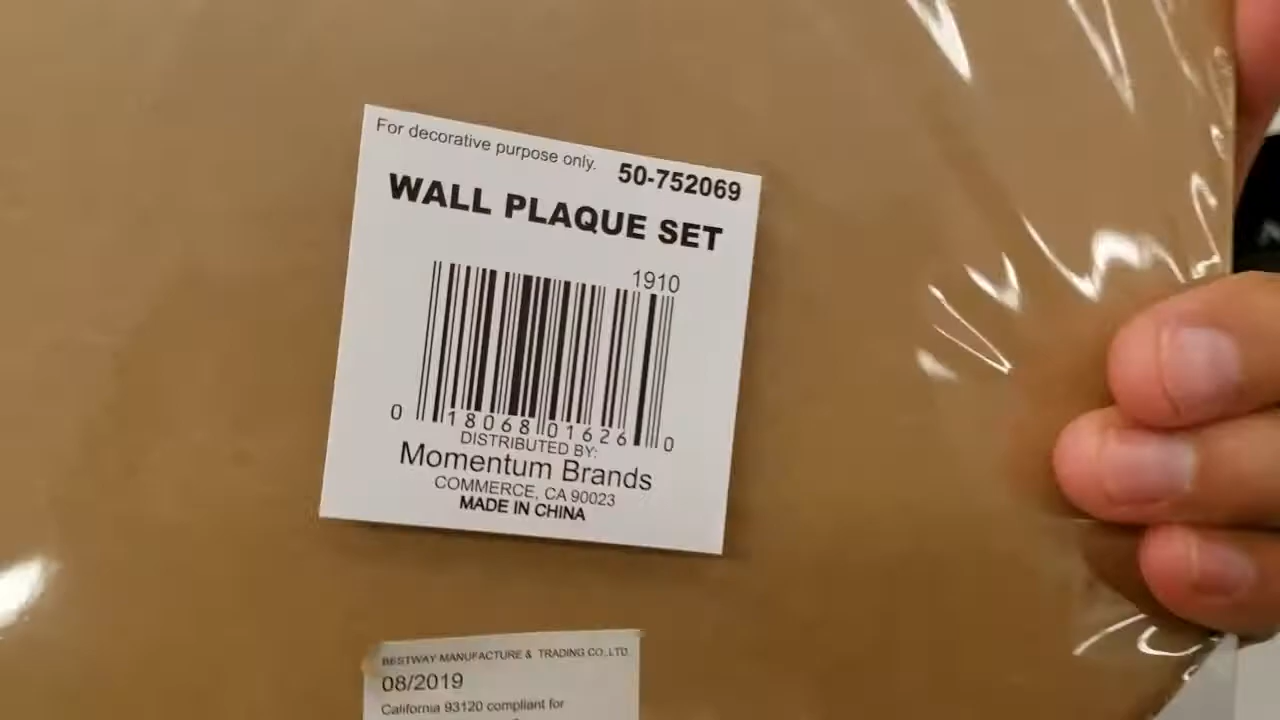 For decorative purpose only.
50-752069
WALL PLAQUE SET
1910
0 18068 01626 0
DISTRIBUTED BY:
Momentum Brands
COMMERCE, CA 90023
MADE IN CHINA
BESTWAY MANUFACTURE & TRADING CO.,LTD.
08/2019
California 93120 compliant for